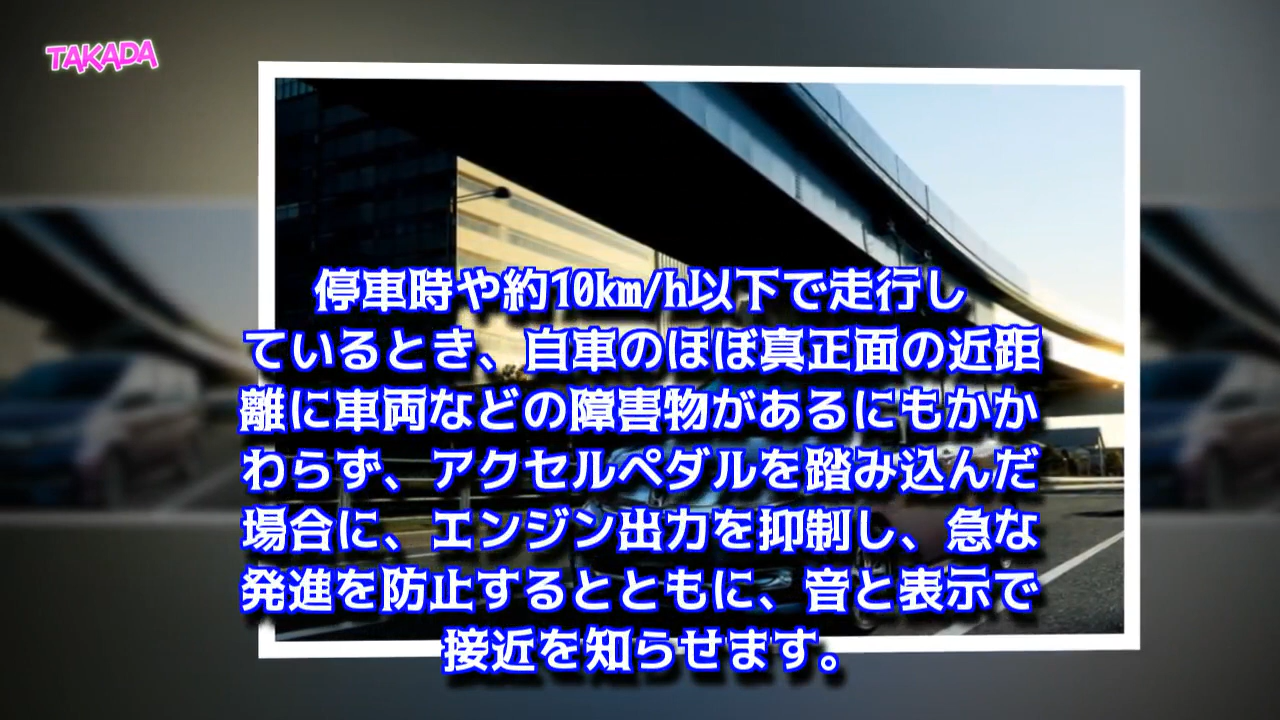 TAKADA
停車時や約10km/h以下で走行し
ているとき、自車のほぼ真正面の近距
離に車両などの障害物があるにもかか
わらず、アクセルペダルを踏み込んだ
場合に、エンジン出力を抑制し、急な
発進を防止するとともに、音と表示で
接近を知らせます。